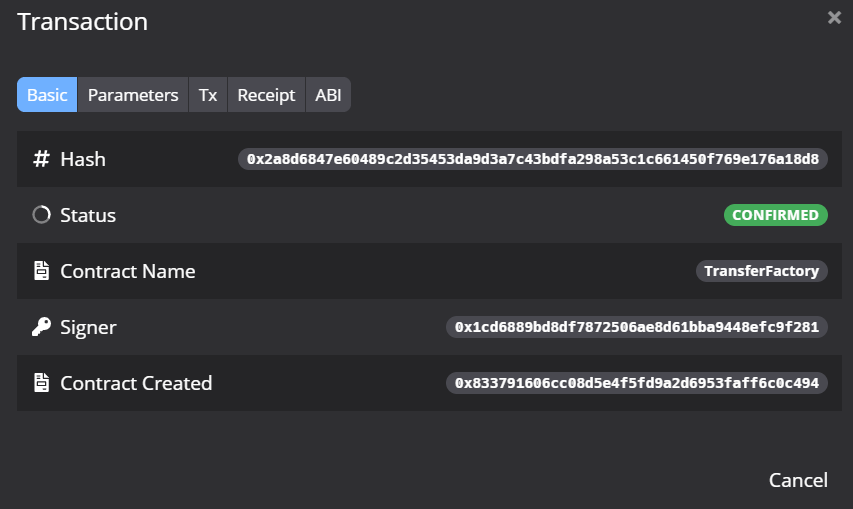 Transaction
×
Basic Parameters Tx Receipt ABI
# Hash 0x2a8d6847e60489c2d35453da9d3a7c43bdfa298a53c1c661450f769e176a18d8
Status CONFIRMED
Contract Name TransferFactory
Signer 0x1cd6889bd8df7872506ae8d61bba9448efc9f281
Contract Created 0x833791606cc08d5e4f5fd9a2d6953faff6c0c494
Cancel